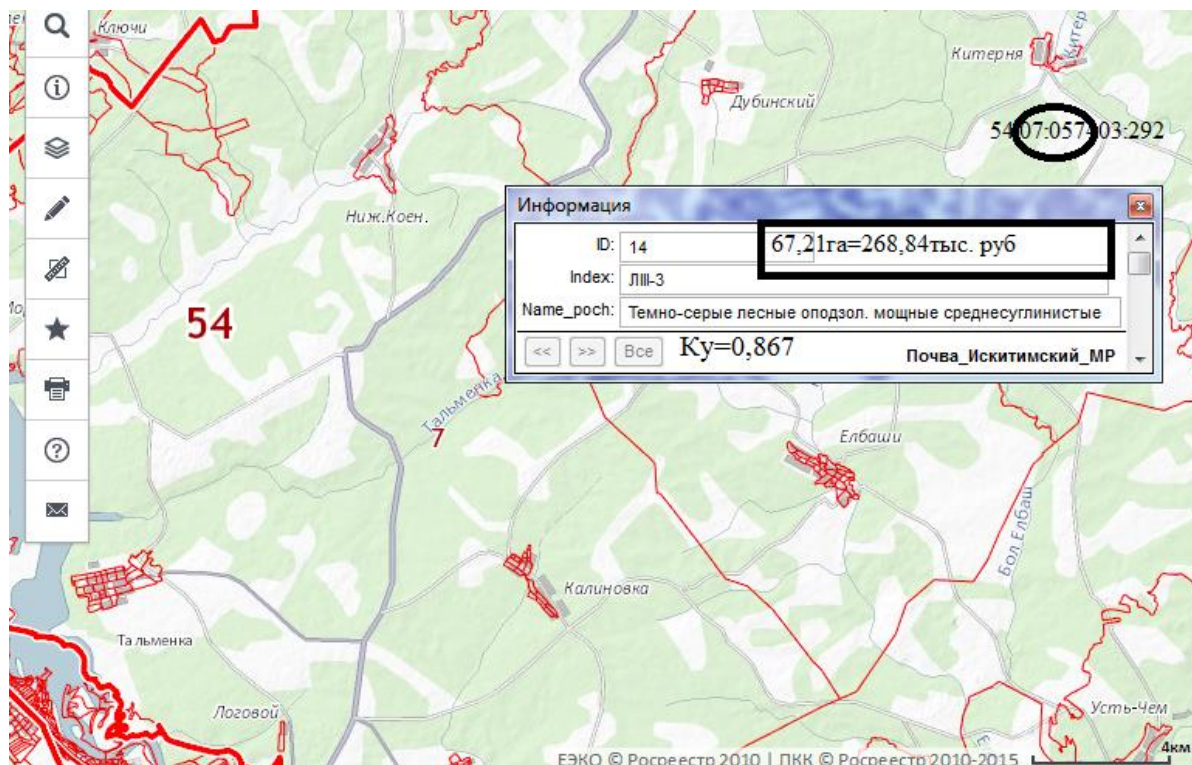 Ключи
Китерня
Дубинский
54:07:057403:292
Ниж.Коен.
Информация
ID: 14
67,21га=268,84тыс. руб
Index: ЛIII-3
Name_poch: Темно-серые лесные оподзол. мощные среднесуглинистые
<< >> Все Ку=0,867 Почва_Искитимский_МР
54
Тальменка
7
Елбаши
Бол.Елбаш
Калиновка
Тальменка
Логовой
Усть-Чем
4км
ЕЭКО © Росреестр 2010 | ПКК © Росреестр 2010-2015